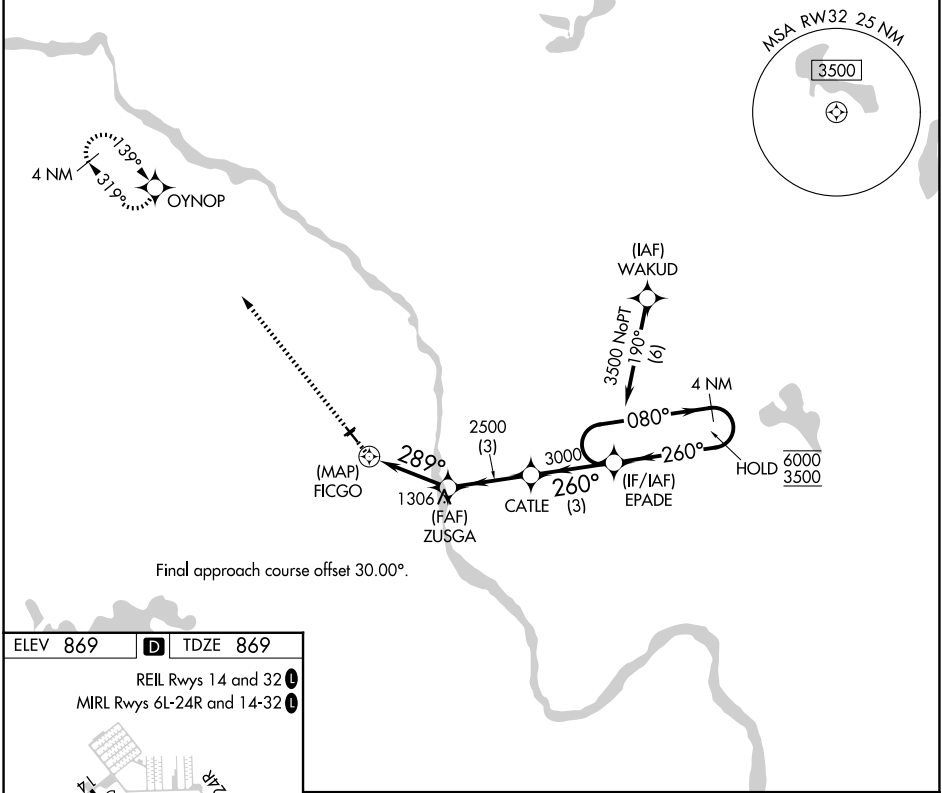 MSA RW32 25 NM
3500
139°
4 NM
319°
OYNOP
(IAF)
WAKUD
3500 NoPT
190°
(6)
4 NM
080°
2500
(3)
3000
260°
HOLD
6000
3500
289°
(MAP)
FICGO
1306
(FAF)
ZUSGA
CATLE
260°
(3)
(IF/IAF)
EPADE
Final approach course offset 30.00°.
ELEV 869 D TDZE 869
REIL Rwys 14 and 32 L
MIRL Rwys 6L-24R and 14-32 L
14
24R